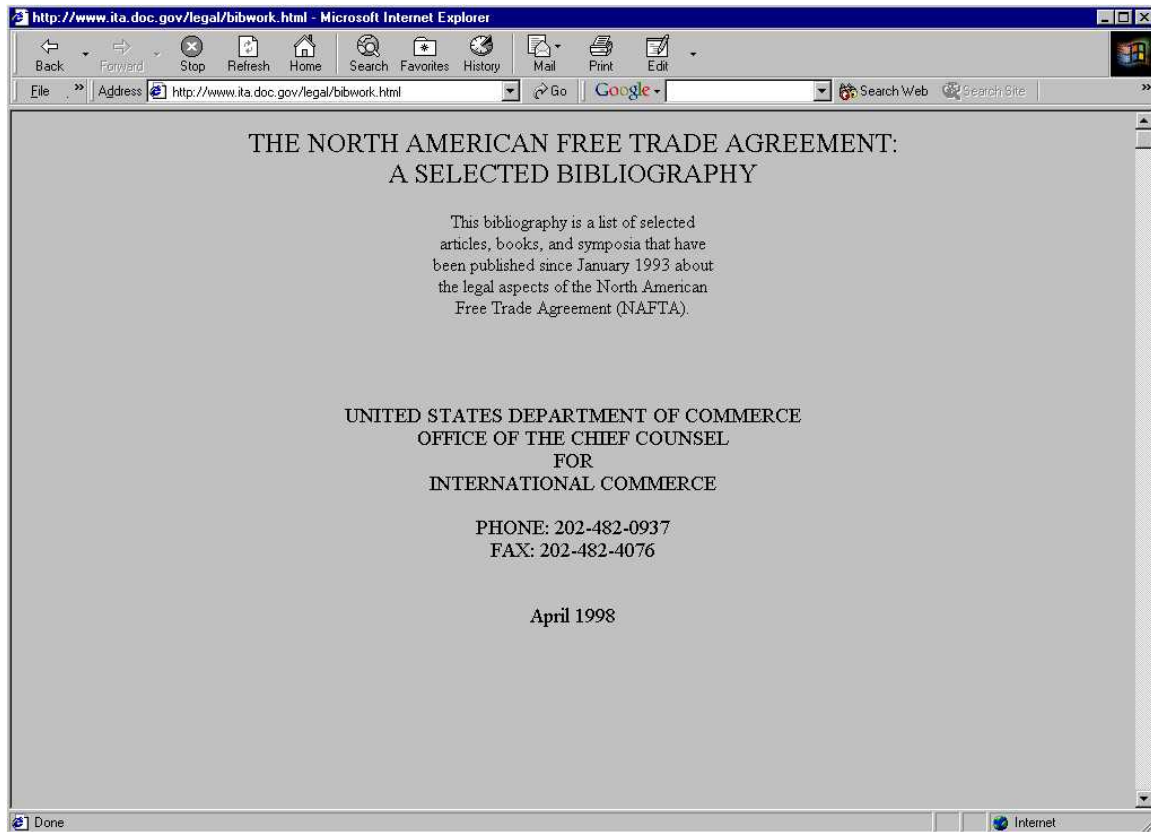 http://www.ita.doc.gov/legal/bibwork.html - Microsoft Internet Explorer
Back Forward Stop Refresh Home Search Favorites History Mail Print Edit
File » Address http://www.ita.doc.gov/legal/bibwork.html Go Google Search Web Search Site »
THE NORTH AMERICAN FREE TRADE AGREEMENT:
A SELECTED BIBLIOGRAPHY
This bibliography is a list of selected
articles, books, and symposia that have
been published since January 1993 about
the legal aspects of the North American
Free Trade Agreement (NAFTA).
UNITED STATES DEPARTMENT OF COMMERCE
OFFICE OF THE CHIEF COUNSEL
FOR
INTERNATIONAL COMMERCE
PHONE: 202-482-0937
FAX: 202-482-4076
April 1998
Done Internet